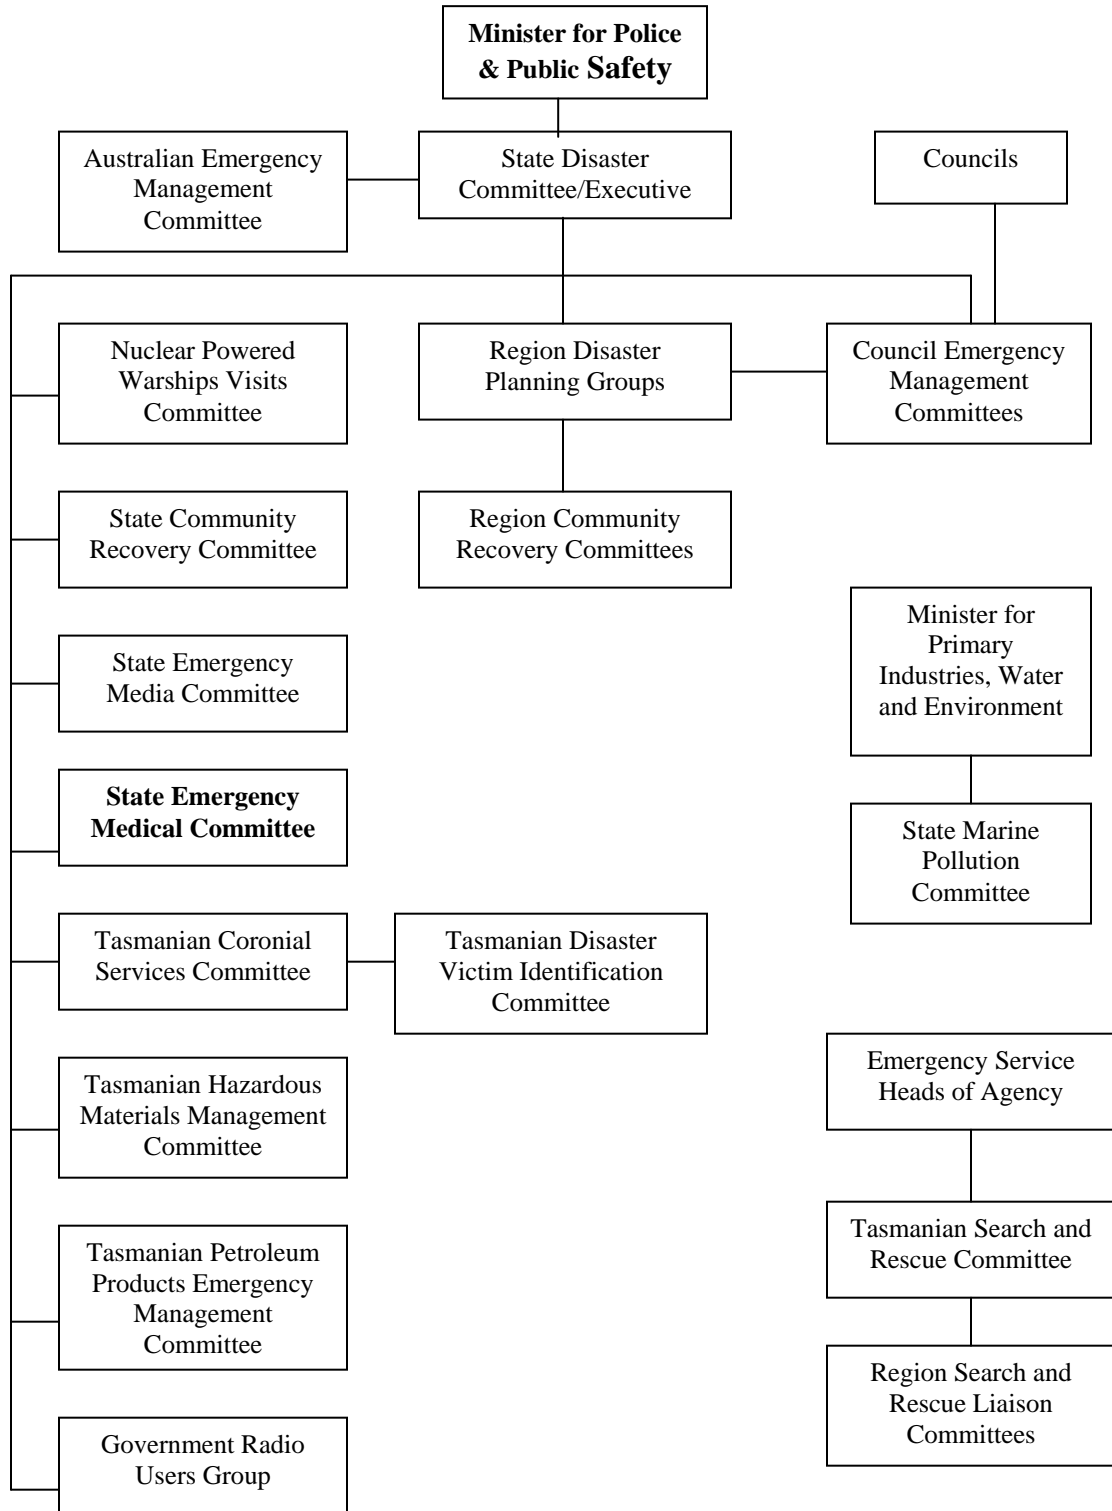 Minister for Police
& Public Safety
Australian Emergency
Management
Committee
State Disaster
Committee/Executive
Councils
Nuclear Powered
Warships Visits
Committee
Region Disaster
Planning Groups
Council Emergency
Management
Committees
State Community
Recovery Committee
Region Community
Recovery Committees
Minister for
Primary
Industries, Water
and Environment
State Emergency
Media Committee
State Emergency
Medical Committee
State Marine
Pollution
Committee
Tasmanian Coronial
Services Committee
Tasmanian Disaster
Victim Identification
Committee
Emergency Service
Heads of Agency
Tasmanian Hazardous
Materials Management
Committee
Tasmanian Search and
Rescue Committee
Tasmanian Petroleum
Products Emergency
Management
Committee
Region Search and
Rescue Liaison
Committees
Government Radio
Users Group